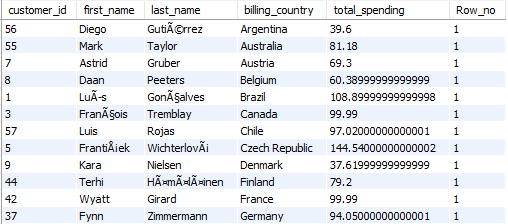 customer_id first_name last_name billing_country total_spending Row_no
56 Diego GutiÃ©rrez Argentina 39.6 1
55 Mark Taylor Australia 81.18 1
7 Astrid Gruber Austria 69.3 1
8 Daan Peeters Belgium 60.38999999999999 1
1 LuÃ-s GonÃ§alves Brazil 108.89999999999998 1
3 FranÃ§ois Tremblay Canada 99.99 1
57 Luis Rojas Chile 97.02000000000001 1
5 FrantiÅ¡ek WichterlovÃ¡ Czech Republic 144.54000000000002 1
9 Kara Nielsen Denmark 37.61999999999999 1
44 Terhi HÃ¤mÃ¤lÃ¤inen Finland 79.2 1
42 Wyatt Girard France 99.99 1
37 Fynn Zimmermann Germany 94.05000000000001 1